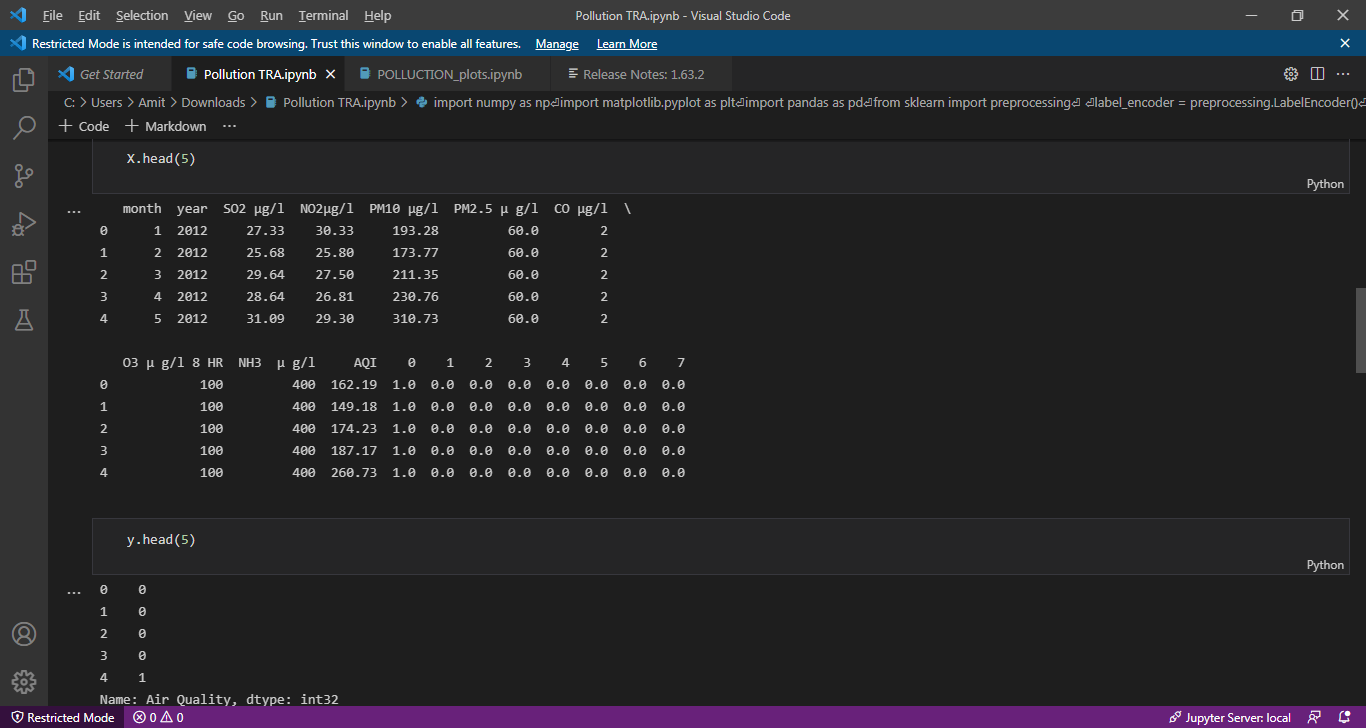 File Edit Selection View Go Run Terminal Help Pollution TRA.ipynb - Visual Studio Code
Restricted Mode is intended for safe code browsing. Trust this window to enable all features. Manage Learn More
Get Started Pollution TRA.ipynb POLLUCTION_plots.ipynb Release Notes: 1.63.2
C: > Users > Amit > Downloads > Pollution TRA.ipynb > import numpy as np⏎import matplotlib.pyplot as plt⏎import pandas as pd⏎from sklearn import preprocessing⏎ ⏎label_encoder = preprocessing.LabelEncoder()⏎
+ Code + Markdown ...
X.head(5)
Python
... month year SO2 µg/l NO2µg/l PM10 µg/l PM2.5 µ g/l CO µg/l \
0 1 2012 27.33 30.33 193.28 60.0 2
1 2 2012 25.68 25.80 173.77 60.0 2
2 3 2012 29.64 27.50 211.35 60.0 2
3 4 2012 28.64 26.81 230.76 60.0 2
4 5 2012 31.09 29.30 310.73 60.0 2
O3 µ g/l 8 HR NH3 µ g/l AQI 0 1 2 3 4 5 6 7
0 100 400 162.19 1.0 0.0 0.0 0.0 0.0 0.0 0.0 0.0
1 100 400 149.18 1.0 0.0 0.0 0.0 0.0 0.0 0.0 0.0
2 100 400 174.23 1.0 0.0 0.0 0.0 0.0 0.0 0.0 0.0
3 100 400 187.17 1.0 0.0 0.0 0.0 0.0 0.0 0.0 0.0
4 100 400 260.73 1.0 0.0 0.0 0.0 0.0 0.0 0.0 0.0
y.head(5)
Python
... 0 0
1 0
2 0
3 0
4 1
Name: Air Quality, dtype: int32
Restricted Mode 0 0 Jupyter Server: local